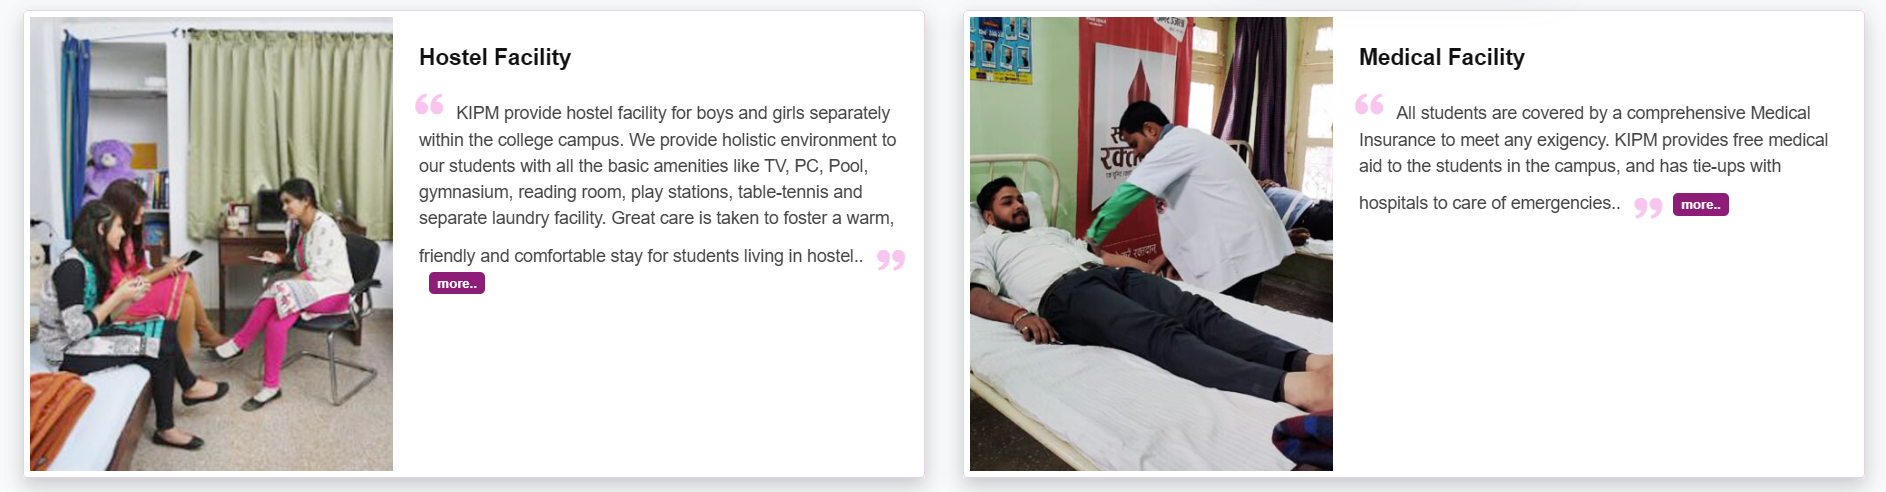 Hostel Facility
“ KIPM provide hostel facility for boys and girls separately
within the college campus. We provide holistic environment to
our students with all the basic amenities like TV, PC, Pool,
gymnasium, reading room, play stations, table-tennis and
separate laundry facility. Great care is taken to foster a warm,
friendly and comfortable stay for students living in hostel.. ”
more..
Medical Facility
“ All students are covered by a comprehensive Medical
Insurance to meet any exigency. KIPM provides free medical
aid to the students in the campus, and has tie-ups with
hospitals to care of emergencies.. ” more..